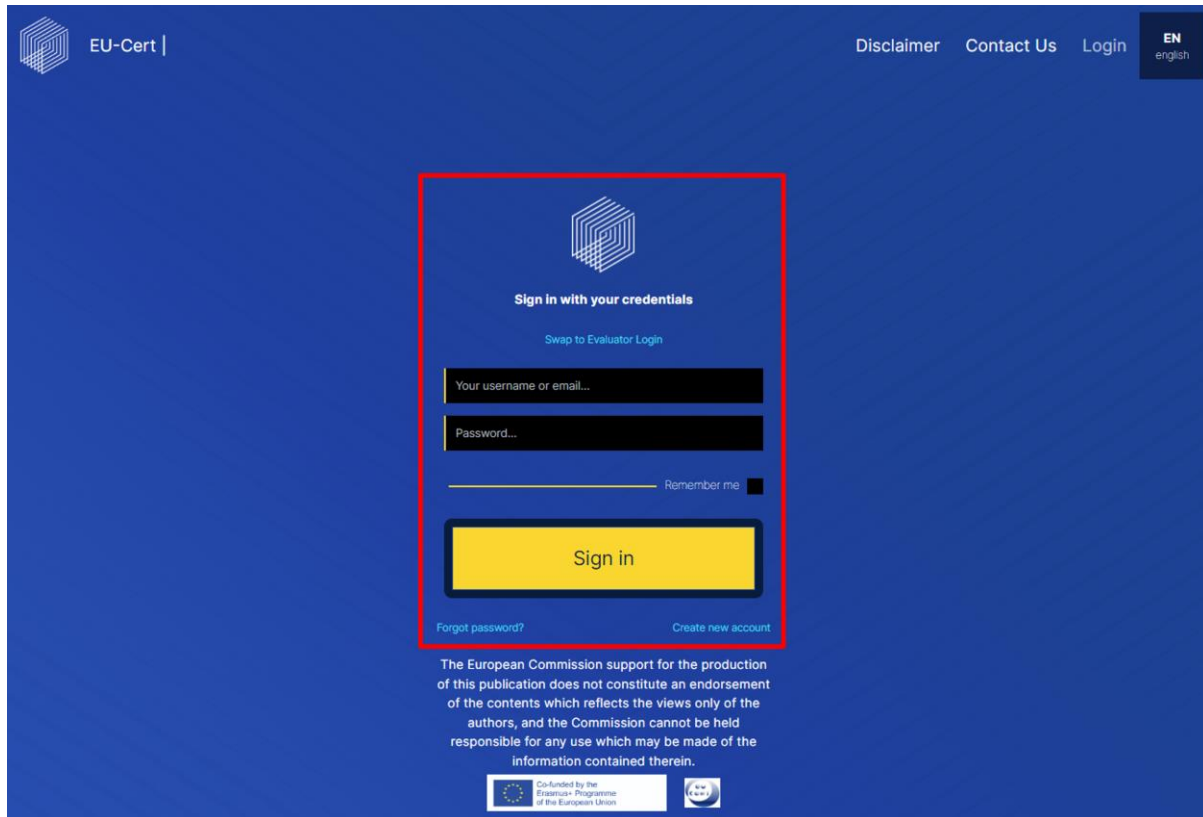 EU-Cert |
Disclaimer
Contact Us
Login
EN
english
Sign in with your credentials
Swap to Evaluator Login
Your username or email...
Password...
Remember me
Sign in
Forgot password?
Create new account
The European Commission support for the production
of this publication does not constitute an endorsement
of the contents which reflects the views only of the
authors, and the Commission cannot be held
responsible for any use which may be made of the
information contained therein.
Co-funded by the
Erasmus+ Programme
of the European Union